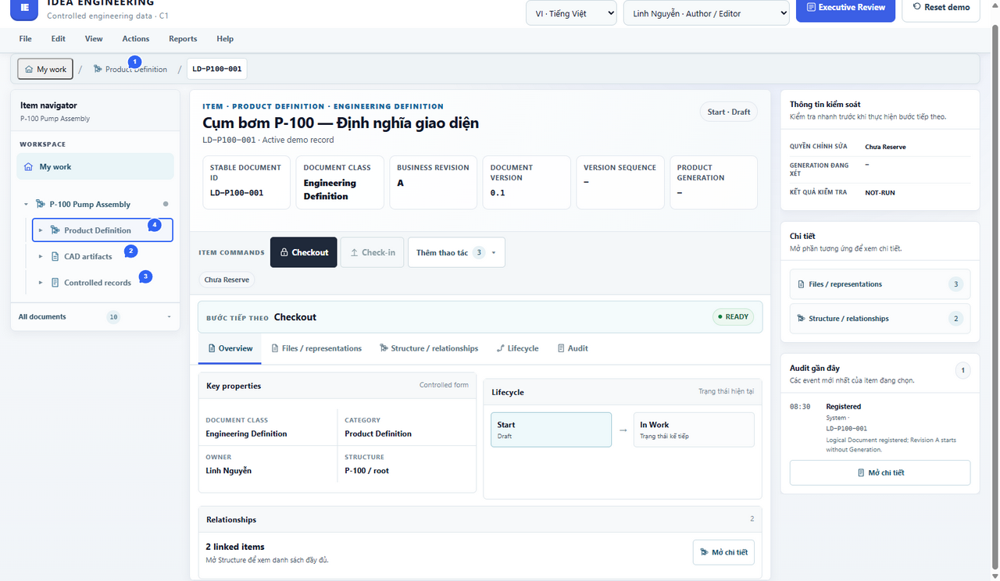 IE
IDEA ENGINEERING
Controlled engineering data · C1
VI · Tiếng Việt
Linh Nguyễn · Author / Editor
Executive Review
Reset demo
File Edit View Actions Reports Help
My work / Product Definition 1 / LD-P100-001
Item navigator
P-100 Pump Assembly
WORKSPACE
My work
P-100 Pump Assembly
Product Definition 4
CAD artifacts 2
Controlled records 3
All documents 10
ITEM · PRODUCT DEFINITION · ENGINEERING DEFINITION
Cụm bơm P-100 — Định nghĩa giao diện
LD-P100-001 · Active demo record
Start · Draft
STABLE DOCUMENT ID
LD-P100-001
DOCUMENT CLASS
Engineering Definition
BUSINESS REVISION
A
DOCUMENT VERSION
0.1
VERSION SEQUENCE
—
PRODUCT GENERATION
—
ITEM COMMANDS
Checkout
Check-in
Thêm thao tác 3
Chưa Reserve
BƯỚC TIẾP THEO Checkout
READY
Overview
Files / representations
Structure / relationships
Lifecycle
Audit
Key properties
Controlled form
DOCUMENT CLASS
Engineering Definition
CATEGORY
Product Definition
OWNER
Linh Nguyễn
STRUCTURE
P-100 / root
Lifecycle
Trạng thái hiện tại
Start
Draft
→
In Work
Trạng thái kế tiếp
Relationships
2
2 linked items
Mở Structure để xem danh sách đầy đủ.
Mở chi tiết
Thông tin kiểm soát
Kiểm tra nhanh trước khi thực hiện bước tiếp theo.
QUYỀN CHỈNH SỬA
Chưa Reserve
GENERATION ĐANG XÉT
—
KẾT QUẢ KIỂM TRA
NOT-RUN
Chi tiết
Mở phần tương ứng để xem chi tiết.
Files / representations 3
Structure / relationships 2
Audit gần đây
1
Các event mới nhất của item đang chọn.
08:30
Registered
System ·
LD-P100-001
Logical Document registered; Revision A starts
without Generation.
Mở chi tiết